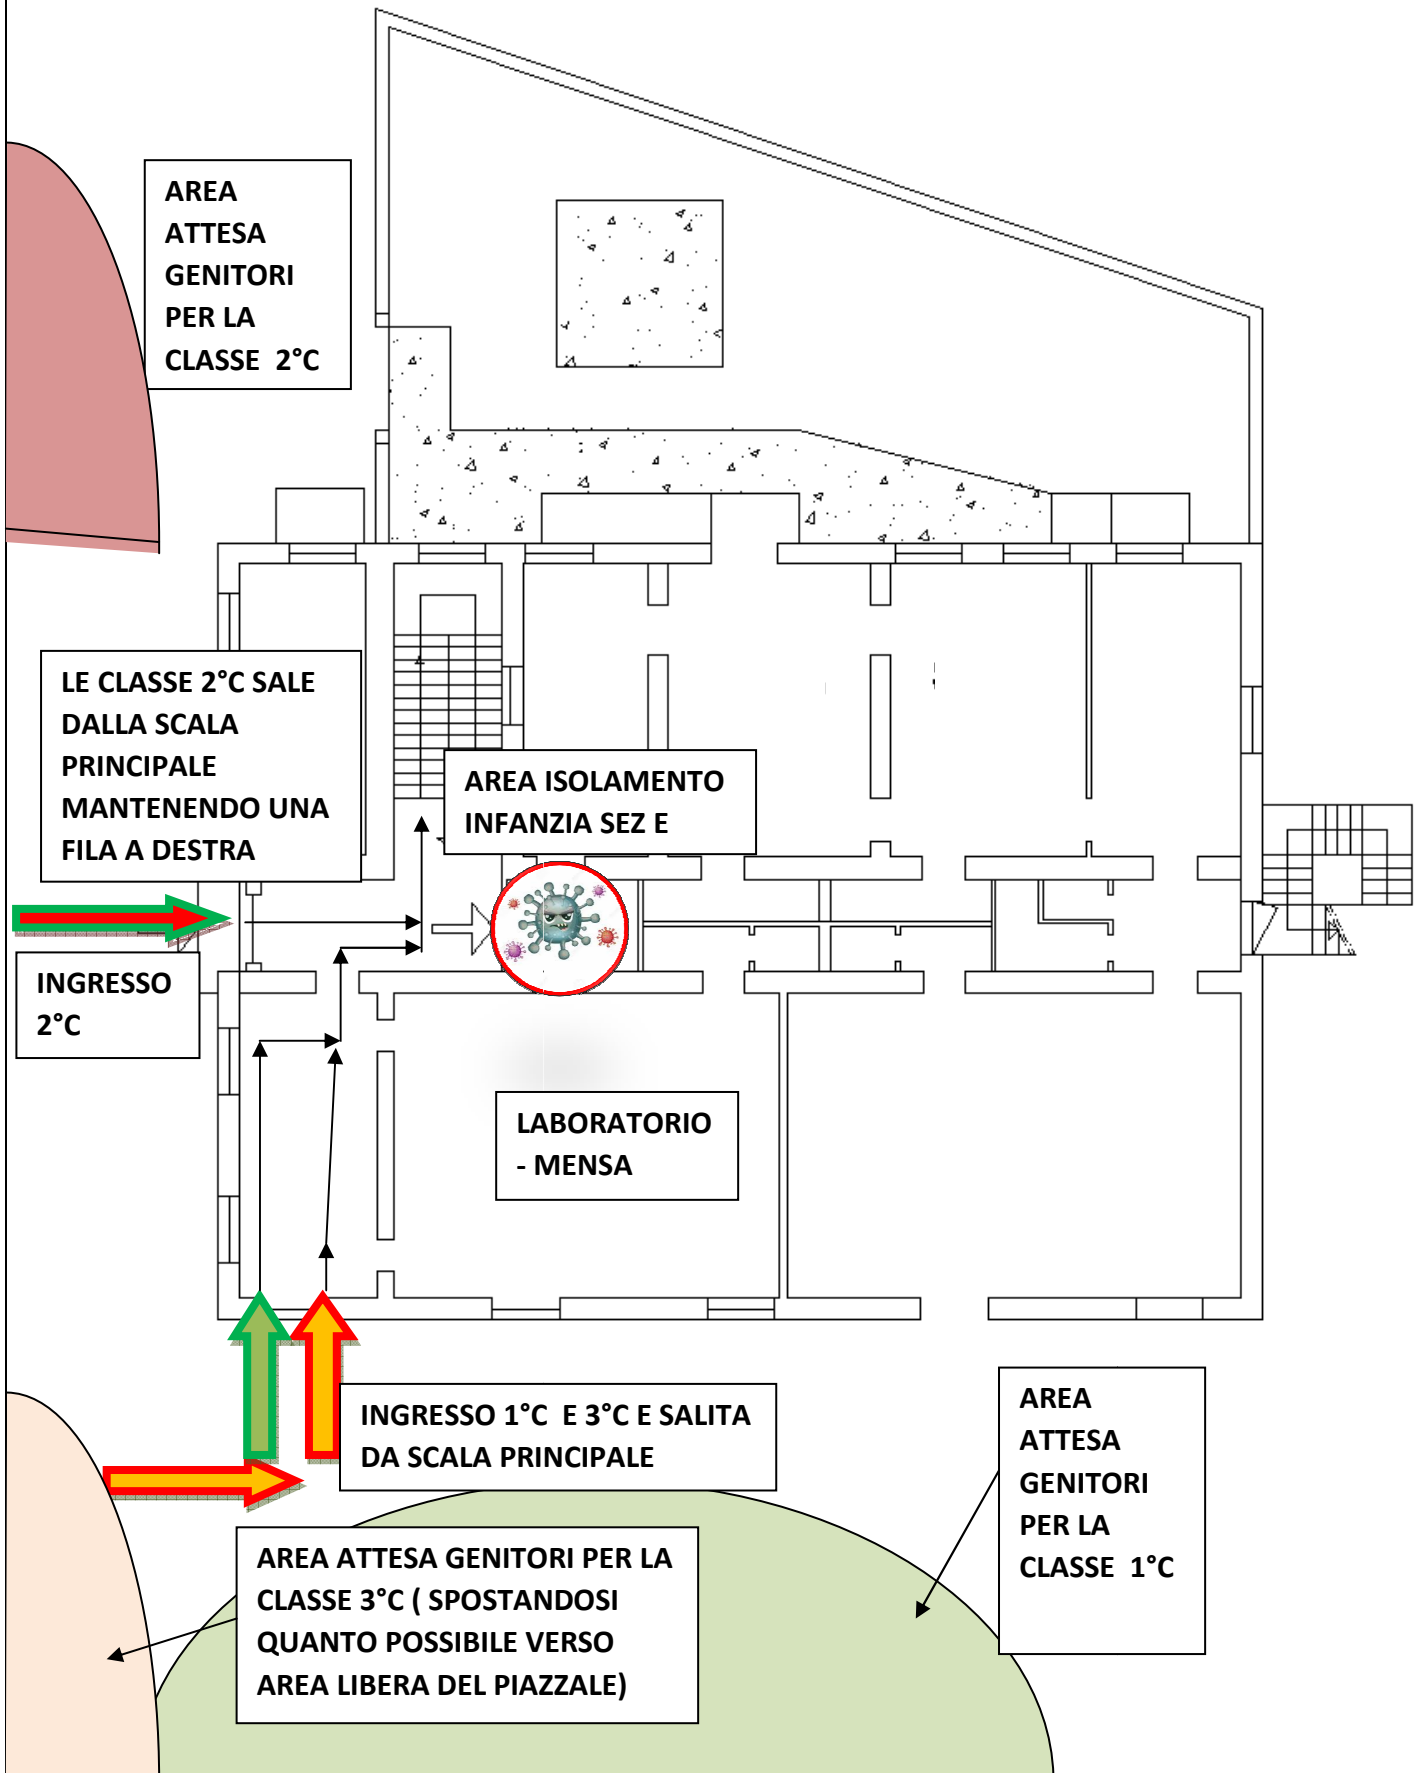 AREA
ATTESA
GENITORI
PER LA
CLASSE 2°C
LE CLASSE 2°C SALE
DALLA SCALA
PRINCIPALE
MANTENENDO UNA
FILA A DESTRA
AREA ISOLAMENTO
INFANZIA SEZ E
INGRESSO
2°C
LABORATORIO
- MENSA
INGRESSO 1°C E 3°C E SALITA
DA SCALA PRINCIPALE
AREA
ATTESA
GENITORI
PER LA
CLASSE 1°C
AREA ATTESA GENITORI PER LA
CLASSE 3°C ( SPOSTANDOSI
QUANTO POSSIBILE VERSO
AREA LIBERA DEL PIAZZALE)